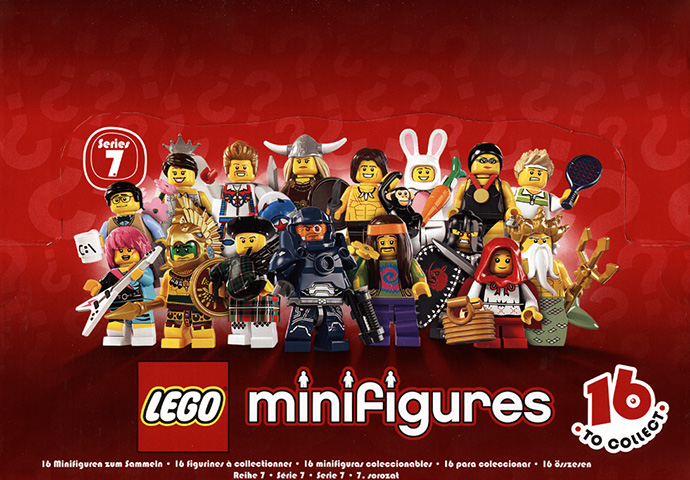 Series
7
C:\
LEGO minifigures
16
TO COLLECT
16 Minifiguren zum Sammeln • 16 figurines à collectionner • 16 minifiguras coleccionables • 16 para coleccionar • 16 összesen
Reihe 7 • Série 7 • Serie 7 • 7. sorozat